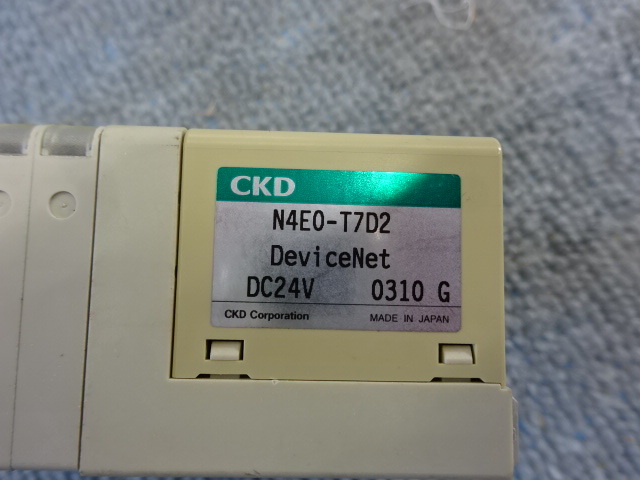 CKD
N4E0-T7D2
DeviceNet
DC24V 0310 G
CKD Corporation MADE IN JAPAN